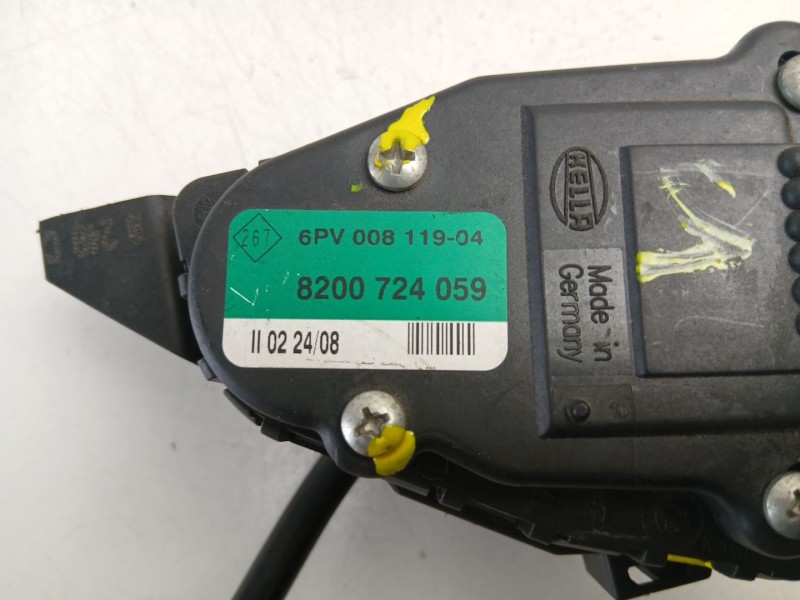 267
6PV 008 119-04
8200 724 059
II 02 24/08
HELLA
Made in
Germany